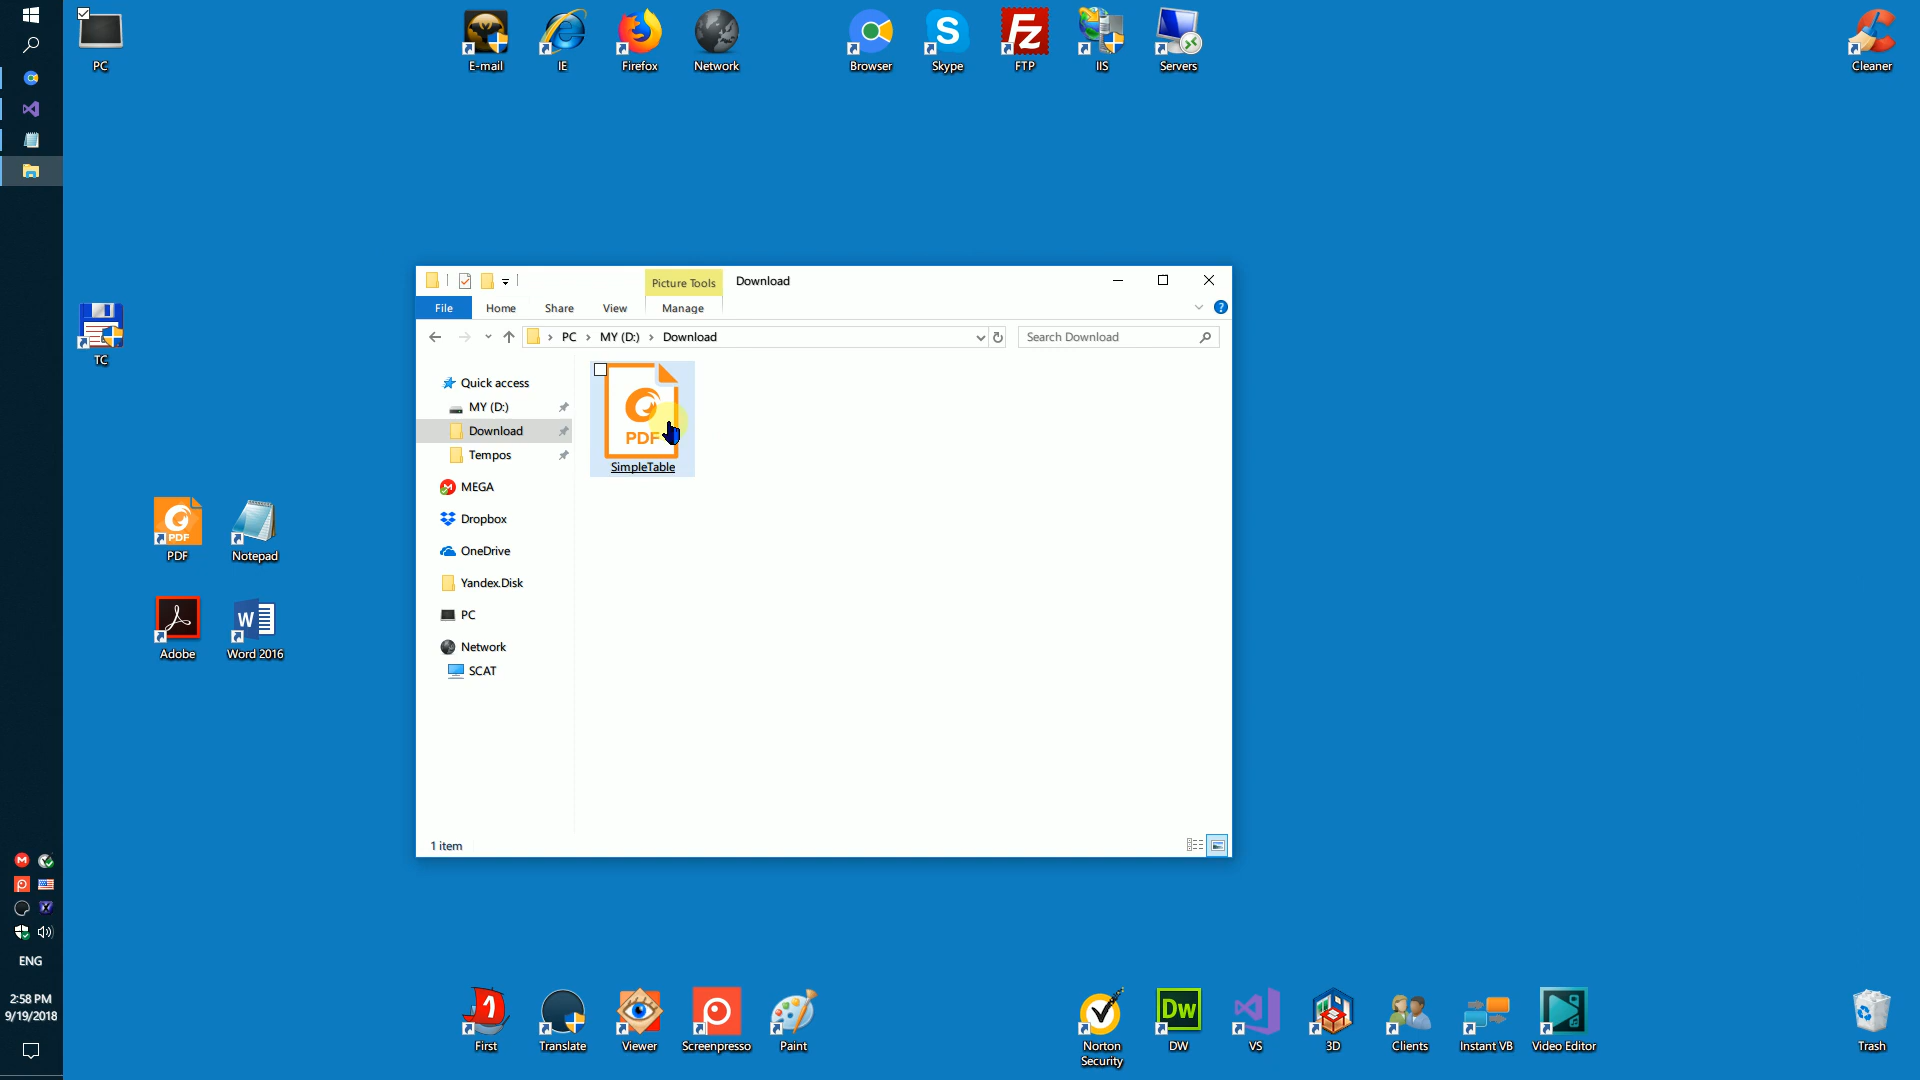 PC
E-mail
IE
Firefox
Network
Browser
Skype
FTP
IIS
Servers
Cleaner
TC
PDF
PDF
Notepad
Adobe
Word 2016
Picture Tools
Download
File
Home
Share
View
Manage
PC
MY (D:)
Download
Search Download
Quick access
MY (D:)
Download
Tempos
MEGA
Dropbox
OneDrive
Yandex.Disk
PC
Network
SCAT
PDF
SimpleTable
1 item
ENG
2:58 PM
9/19/2018
First
Translate
Viewer
Screenpresso
Paint
Norton
Security
Dw
DW
VS
3D
Clients
Instant VB
Video Editor
Trash